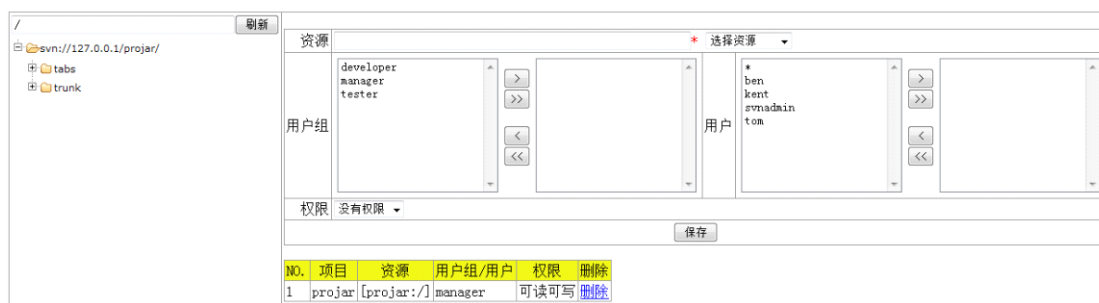 / 刷新
svn://127.0.0.1/projar/
tabs
trunk
资源 * 选择资源
用户组
developer
manager
tester
>
>>
<
<<
用户
*
ben
kent
svnadmin
tom
>
>>
<
<<
权限 没有权限
保存
NO. 项目 资源 用户组/用户 权限 删除
1 projar [projar:/] manager 可读可写 删除